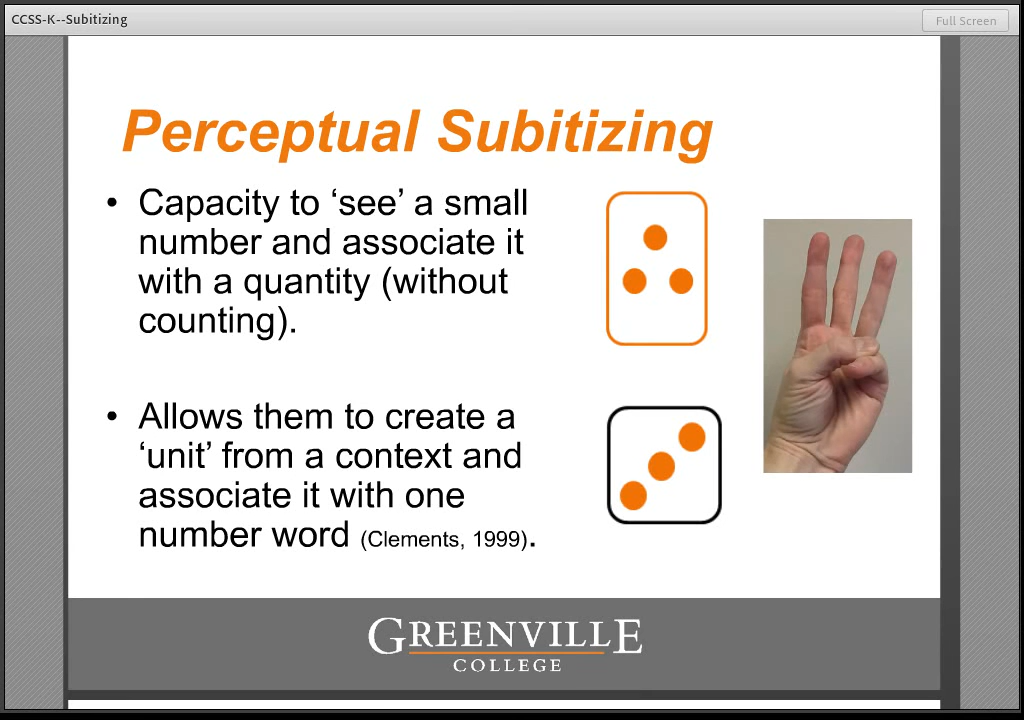 CCSS-K--Subitizing
Full Screen
Perceptual Subitizing
• Capacity to ‘see’ a small
number and associate it
with a quantity (without
counting).
• Allows them to create a
‘unit’ from a context and
associate it with one
number word (Clements, 1999).
GREENVILLE
COLLEGE